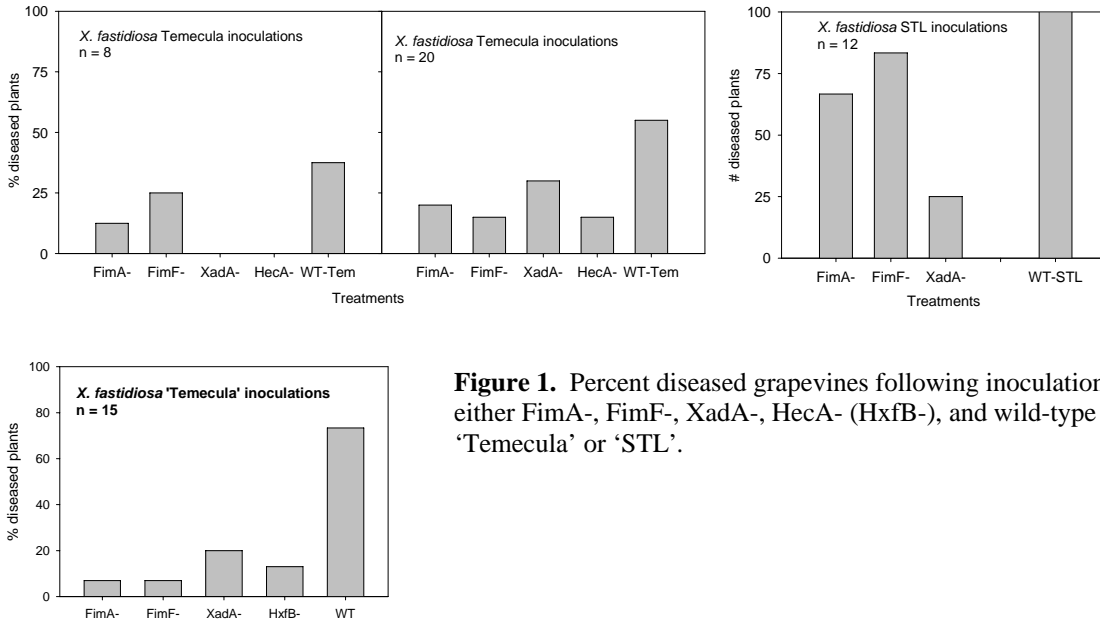 X. fastidiosa Temecula inoculations
n = 8
% diseased plants
100
75
50
25
0
FimA-
FimF-
XadA-
HecA-
WT-Tem
X. fastidiosa Temecula inoculations
n = 20
FimA-
FimF-
XadA-
HecA-
WT-Tem
Treatments
X. fastidiosa STL inoculations
n = 12
# diseased plants
100
75
50
25
0
FimA-
FimF-
XadA-
WT-STL
Treatments
X. fastidiosa 'Temecula' inoculations
n = 15
% diseased plants
100
80
60
40
20
0
FimA-
FimF-
XadA-
HxfB-
WT
Figure 1. Percent diseased grapevines following inoculation
either FimA-, FimF-, XadA-, HecA- (HxfB-), and wild-type
‘Temecula’ or ‘STL’.